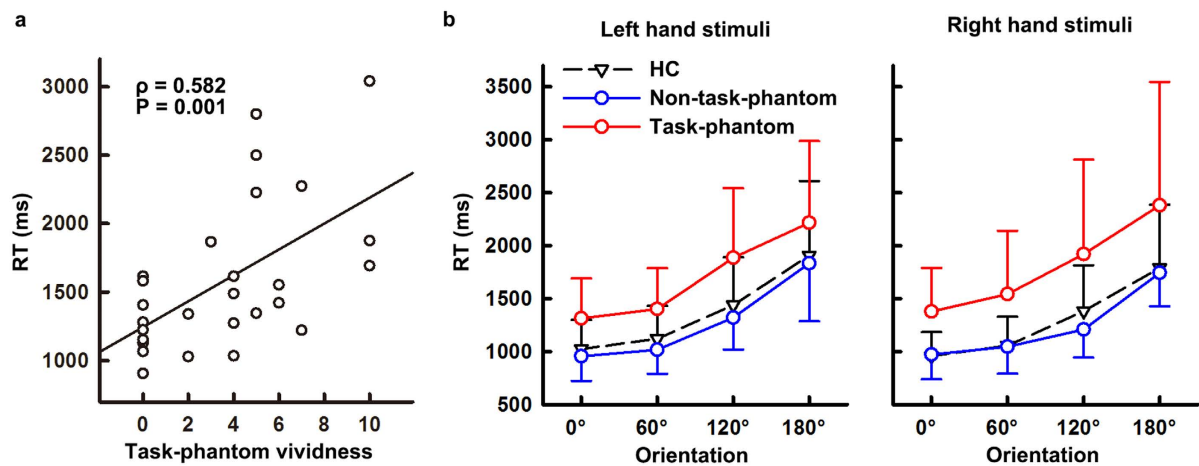 a
ρ = 0.582
P = 0.001
RT (ms)
3000
2500
2000
1500
1000
0 2 4 6 8 10
Task-phantom vividness
b
Left hand stimuli
HC
Non-task-phantom
Task-phantom
RT (ms)
3500
3000
2500
2000
1500
1000
500
0° 60° 120° 180°
Orientation
Right hand stimuli
0° 60° 120° 180°
Orientation